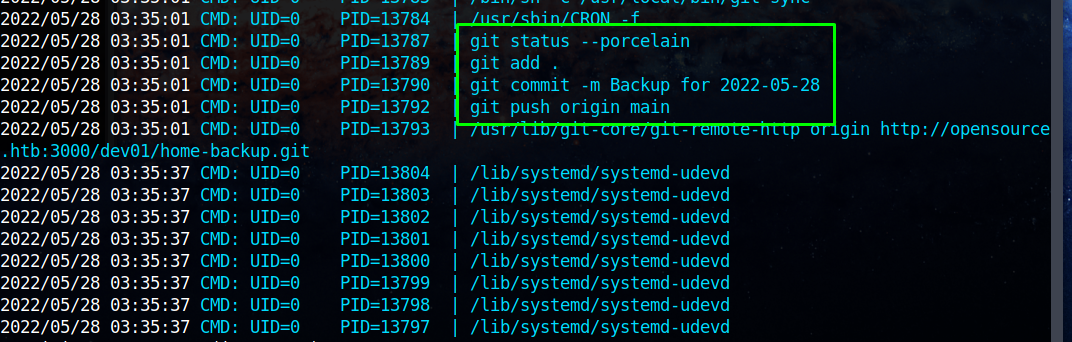 2022/05/28 03:35:01 CMD: UID=0 PID=13783 | /bin/sh -c /usr/local/bin/git-sync
2022/05/28 03:35:01 CMD: UID=0 PID=13784 | /usr/sbin/CRON -f
2022/05/28 03:35:01 CMD: UID=0 PID=13787 | git status --porcelain
2022/05/28 03:35:01 CMD: UID=0 PID=13789 | git add .
2022/05/28 03:35:01 CMD: UID=0 PID=13790 | git commit -m Backup for 2022-05-28
2022/05/28 03:35:01 CMD: UID=0 PID=13792 | git push origin main
2022/05/28 03:35:01 CMD: UID=0 PID=13793 | /usr/lib/git-core/git-remote-http origin http://opensource
.htb:3000/dev01/home-backup.git
2022/05/28 03:35:37 CMD: UID=0 PID=13804 | /lib/systemd/systemd-udevd
2022/05/28 03:35:37 CMD: UID=0 PID=13803 | /lib/systemd/systemd-udevd
2022/05/28 03:35:37 CMD: UID=0 PID=13802 | /lib/systemd/systemd-udevd
2022/05/28 03:35:37 CMD: UID=0 PID=13801 | /lib/systemd/systemd-udevd
2022/05/28 03:35:37 CMD: UID=0 PID=13800 | /lib/systemd/systemd-udevd
2022/05/28 03:35:37 CMD: UID=0 PID=13799 | /lib/systemd/systemd-udevd
2022/05/28 03:35:37 CMD: UID=0 PID=13798 | /lib/systemd/systemd-udevd
2022/05/28 03:35:37 CMD: UID=0 PID=13797 | /lib/systemd/systemd-udevd